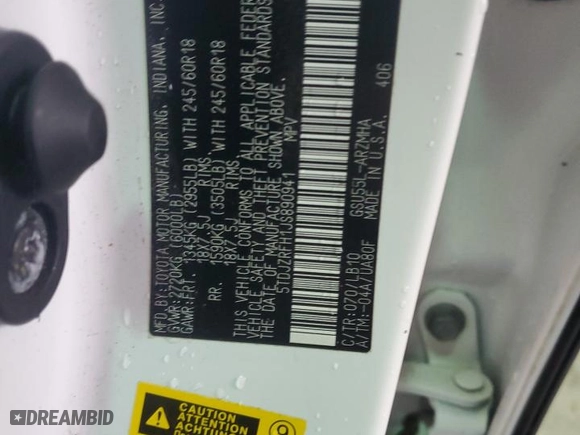 MFD.BY:TOYOTA MOTOR MANUFACTURING, INDIANA, INC.
GVWR:2720KG (6000LB)
GAWR:FRT. 1345KG (2955LB) WITH 245/60R18
18X7.5J RIMS,
RR. 1590KG (3505LB) WITH 245/60R18
18X7.5J RIMS,
THIS VEHICLE CONFORMS TO ALL APPLICABLE
SAFETY AND THEFT PREVENTION STANDARDS
THE DATE OF MANUFACTURE SHOWN ABOVE.
5TDJZRFH1JS890941 MPV
C/TR:070/LB10 GSU55L-ARZMHA
A/TM:-04A/UA80F MADE IN U.S.A. 406
CAUTION
ATTENTION
ACHTUNG
DREAMBID